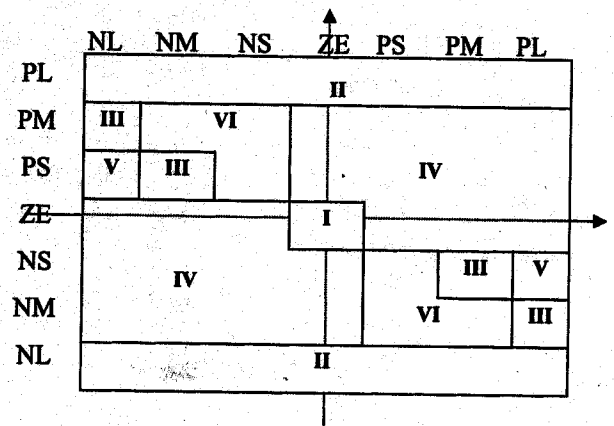 NL NM NS ZE PS PM PL
PL II
PM III VI
PS V III IV
ZE I
NS IV III V
NM VI III
NL II